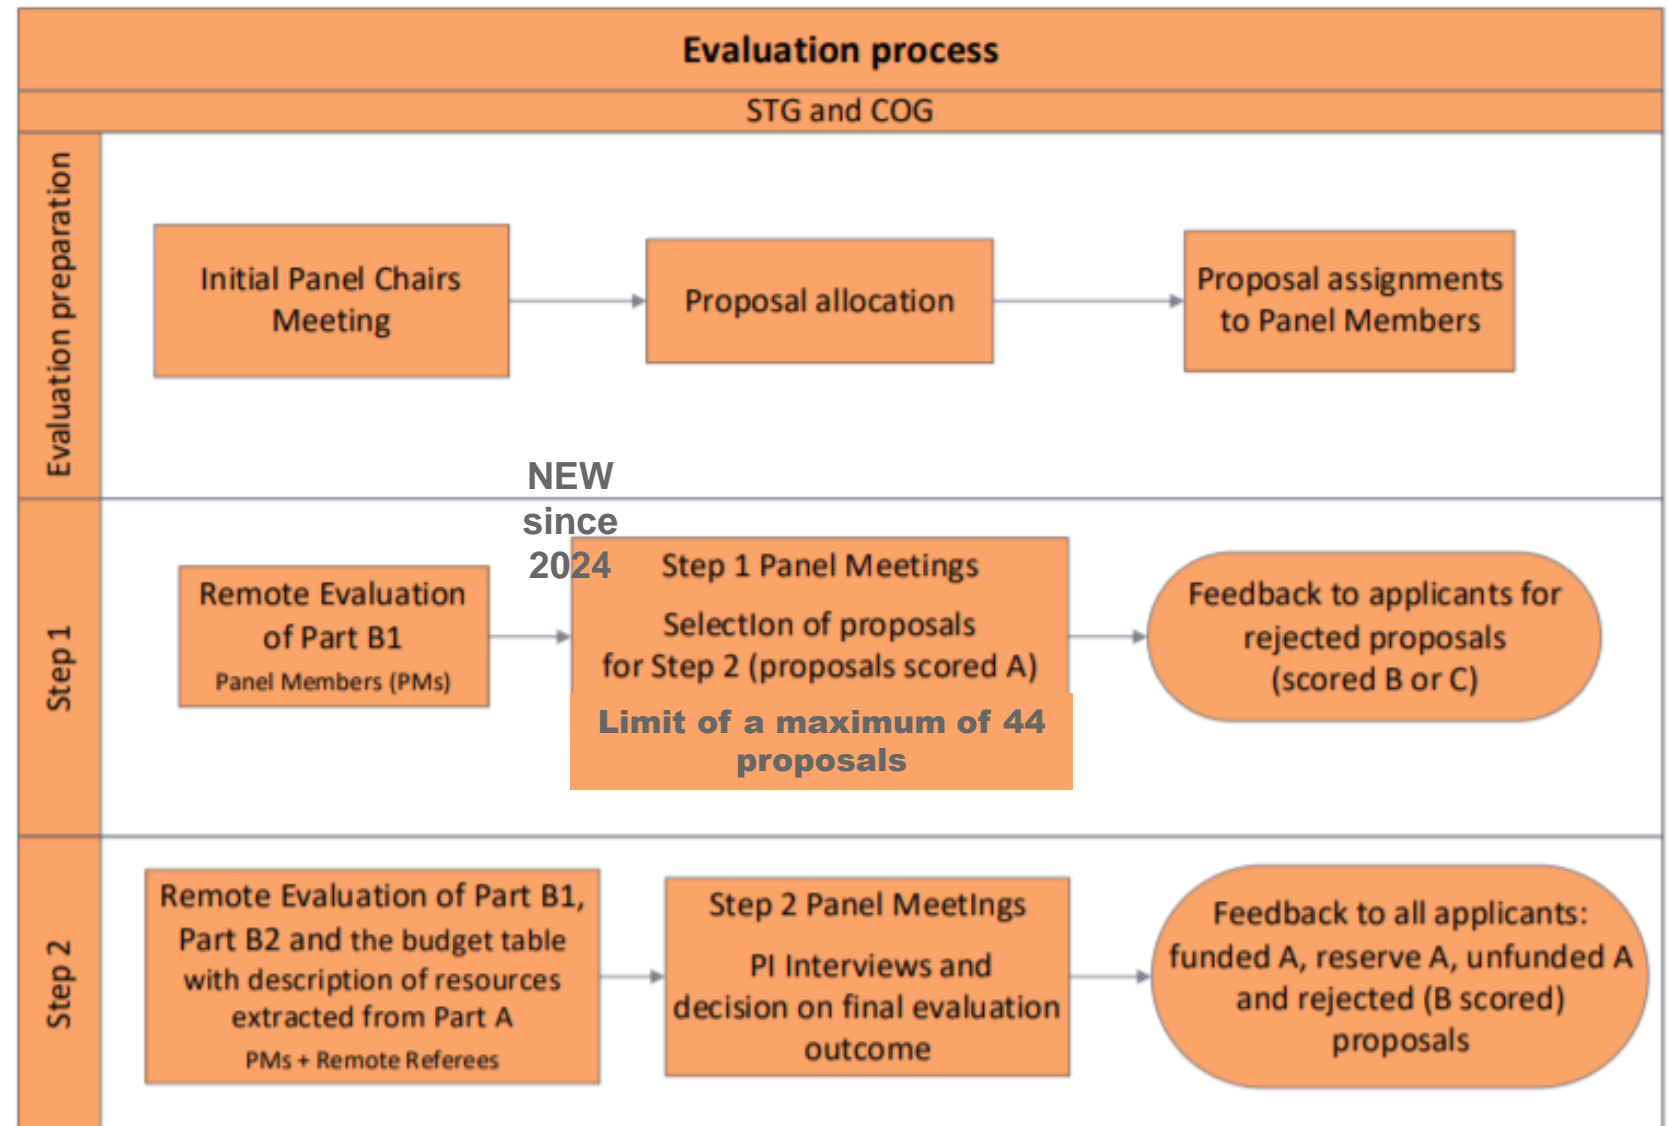 Evaluation process
STG and COG
Evaluation preparation
Initial Panel Chairs
Meeting
Proposal allocation
Proposal assignments
to Panel Members
NEW
since
2024
Step 1
Remote Evaluation
of Part B1
Panel Members (PMs)
Step 1 Panel Meetings
SelectIon of proposals
for Step 2 (proposals scored A)
Limit of a maximum of 44
proposals
Feedback to applicants for
rejected proposals
(scored B or C)
Step 2
Remote Evaluation of Part B1,
Part B2 and the budget table
with description of resources
extracted from Part A
PMs + Remote Referees
Step 2 Panel MeetIngs
PI Interviews and
decision on final evaluation
outcome
Feedback to all applicants:
funded A, reserve A, unfunded A
and rejected (B scored)
proposals